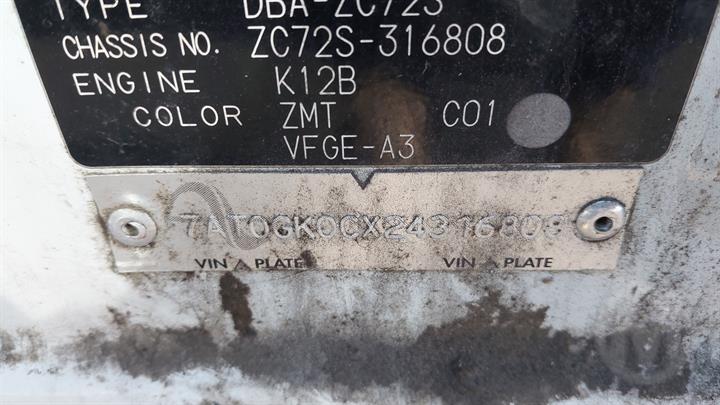 TYPE DBA-ZC72S
CHASSIS NO. ZC72S-316808
ENGINE K12B
COLOR ZMT C01
VFGE-A3
7AT0GK0CX24316808
VIN PLATE VIN PLATE